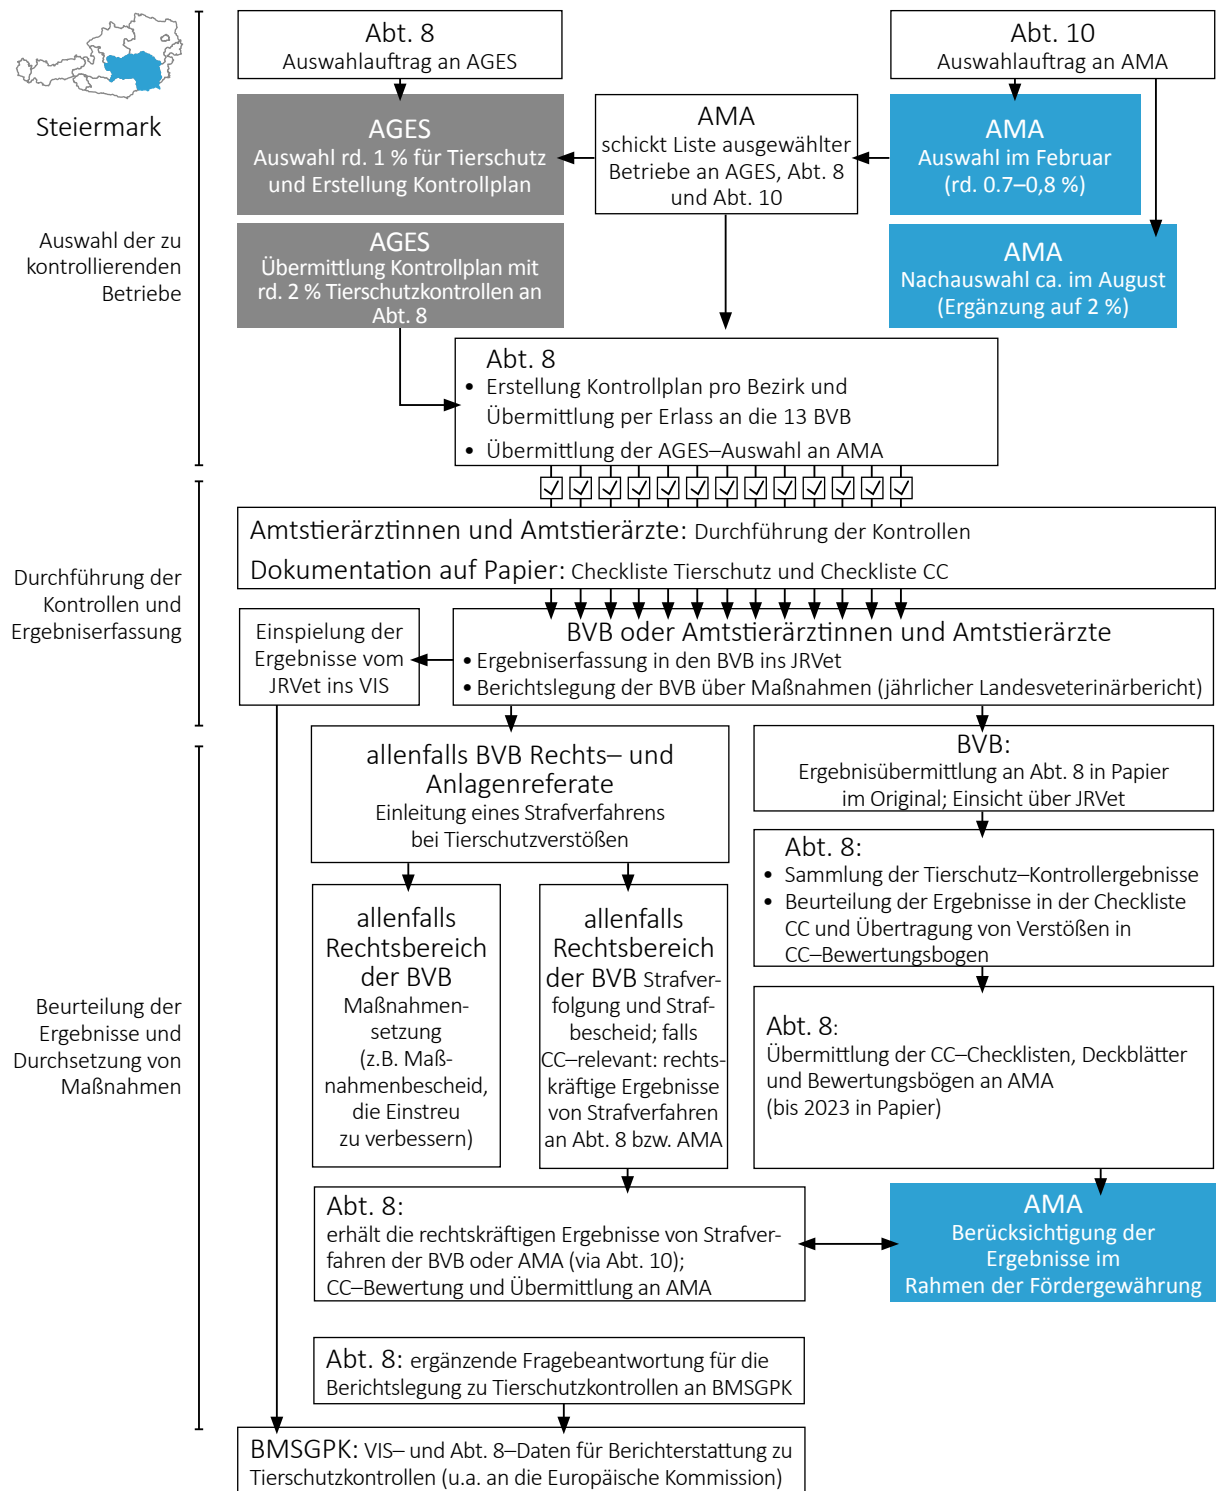 Steiermark
Auswahl der zu
kontrollierenden
Betriebe
Abt. 8
Auswahlauftrag an AGES
Abt. 10
Auswahlauftrag an AMA
AGES
Auswahl rd. 1 % für Tierschutz
und Erstellung Kontrollplan
AMA
schickt Liste ausgewählter
Betriebe an AGES, Abt. 8
und Abt. 10
AMA
Auswahl im Februar
(rd. 0.7–0,8 %)
AGES
Übermittlung Kontrollplan mit
rd. 2 % Tierschutzkontrollen an
Abt. 8
AMA
Nachauswahl ca. im August
(Ergänzung auf 2 %)
Abt. 8
• Erstellung Kontrollplan pro Bezirk und
Übermittlung per Erlass an die 13 BVB
• Übermittlung der AGES–Auswahl an AMA
Durchführung der
Kontrollen und
Ergebniserfassung
Amtstierärztinnen und Amtstierärzte: Durchführung der Kontrollen
Dokumentation auf Papier: Checkliste Tierschutz und Checkliste CC
Einspielung der
Ergebnisse vom
JRVet ins VIS
BVB oder Amtstierärztinnen und Amtstierärzte
• Ergebniserfassung in den BVB ins JRVet
• Berichtslegung der BVB über Maßnahmen (jährlicher Landesveterinärbericht)
Beurteilung der
Ergebnisse und
Durchsetzung von
Maßnahmen
allenfalls BVB Rechts– und
Anlagenreferate
Einleitung eines Strafverfahrens
bei Tierschutzverstößen
BVB:
Ergebnisübermittlung an Abt. 8 in Papier
im Original; Einsicht über JRVet
Abt. 8:
• Sammlung der Tierschutz–Kontrollergebnisse
• Beurteilung der Ergebnisse in der Checkliste
CC und Übertragung von Verstößen in
CC–Bewertungsbogen
allenfalls
Rechtsbereich
der BVB
Maßnahmen-
setzung
(z.B. Maß-
nahmenbescheid,
die Einstreu
zu verbessern)
allenfalls
Rechtsbereich
der BVB Strafver-
folgung und Straf-
bescheid; falls
CC–relevant: rechts-
kräftige Ergebnisse
von Strafverfahren
an Abt. 8 bzw. AMA
Abt. 8:
Übermittlung der CC–Checklisten, Deckblätter
und Bewertungsbögen an AMA
(bis 2023 in Papier)
Abt. 8:
erhält die rechtskräftigen Ergebnisse von Strafver-
fahren der BVB oder AMA (via Abt. 10);
CC–Bewertung und Übermittlung an AMA
AMA
Berücksichtigung der
Ergebnisse im
Rahmen der Fördergewährung
Abt. 8: ergänzende Fragebeantwortung für die
Berichtslegung zu Tierschutzkontrollen an BMSGPK
BMSGPK: VIS– und Abt. 8–Daten für Berichterstattung zu
Tierschutzkontrollen (u.a. an die Europäische Kommission)